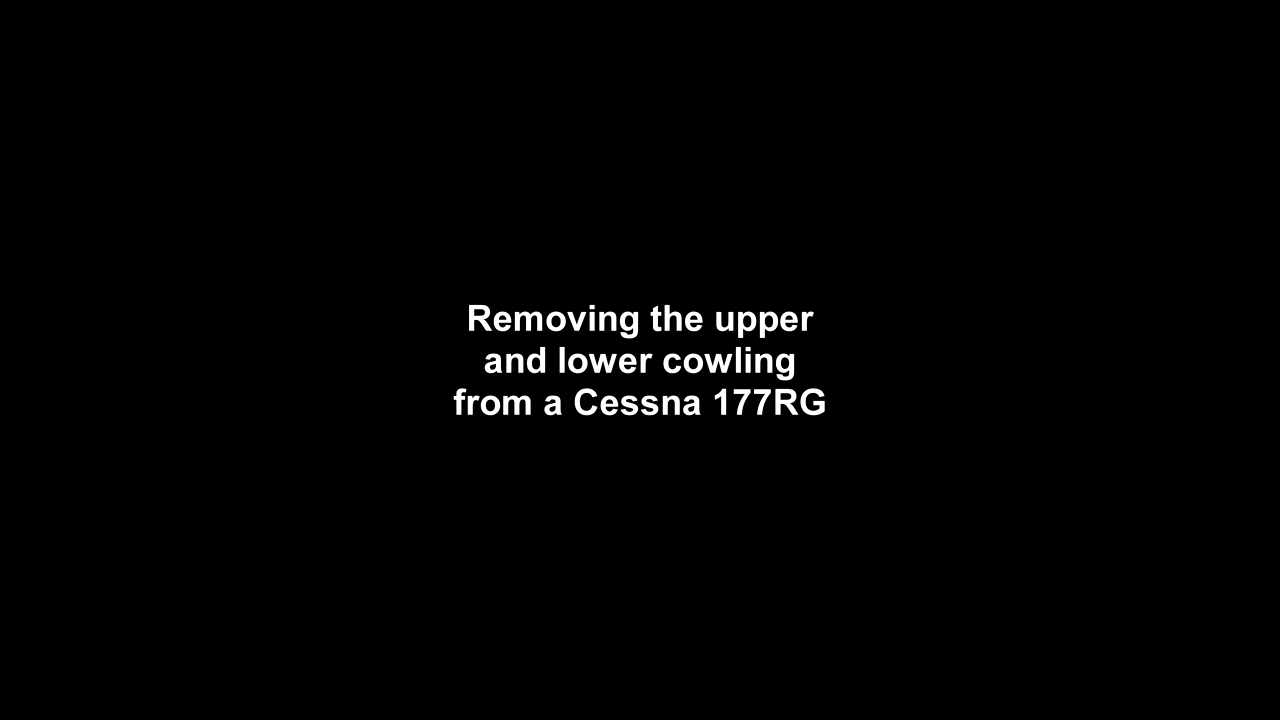 Removing the upper
and lower cowling
from a Cessna 177RG